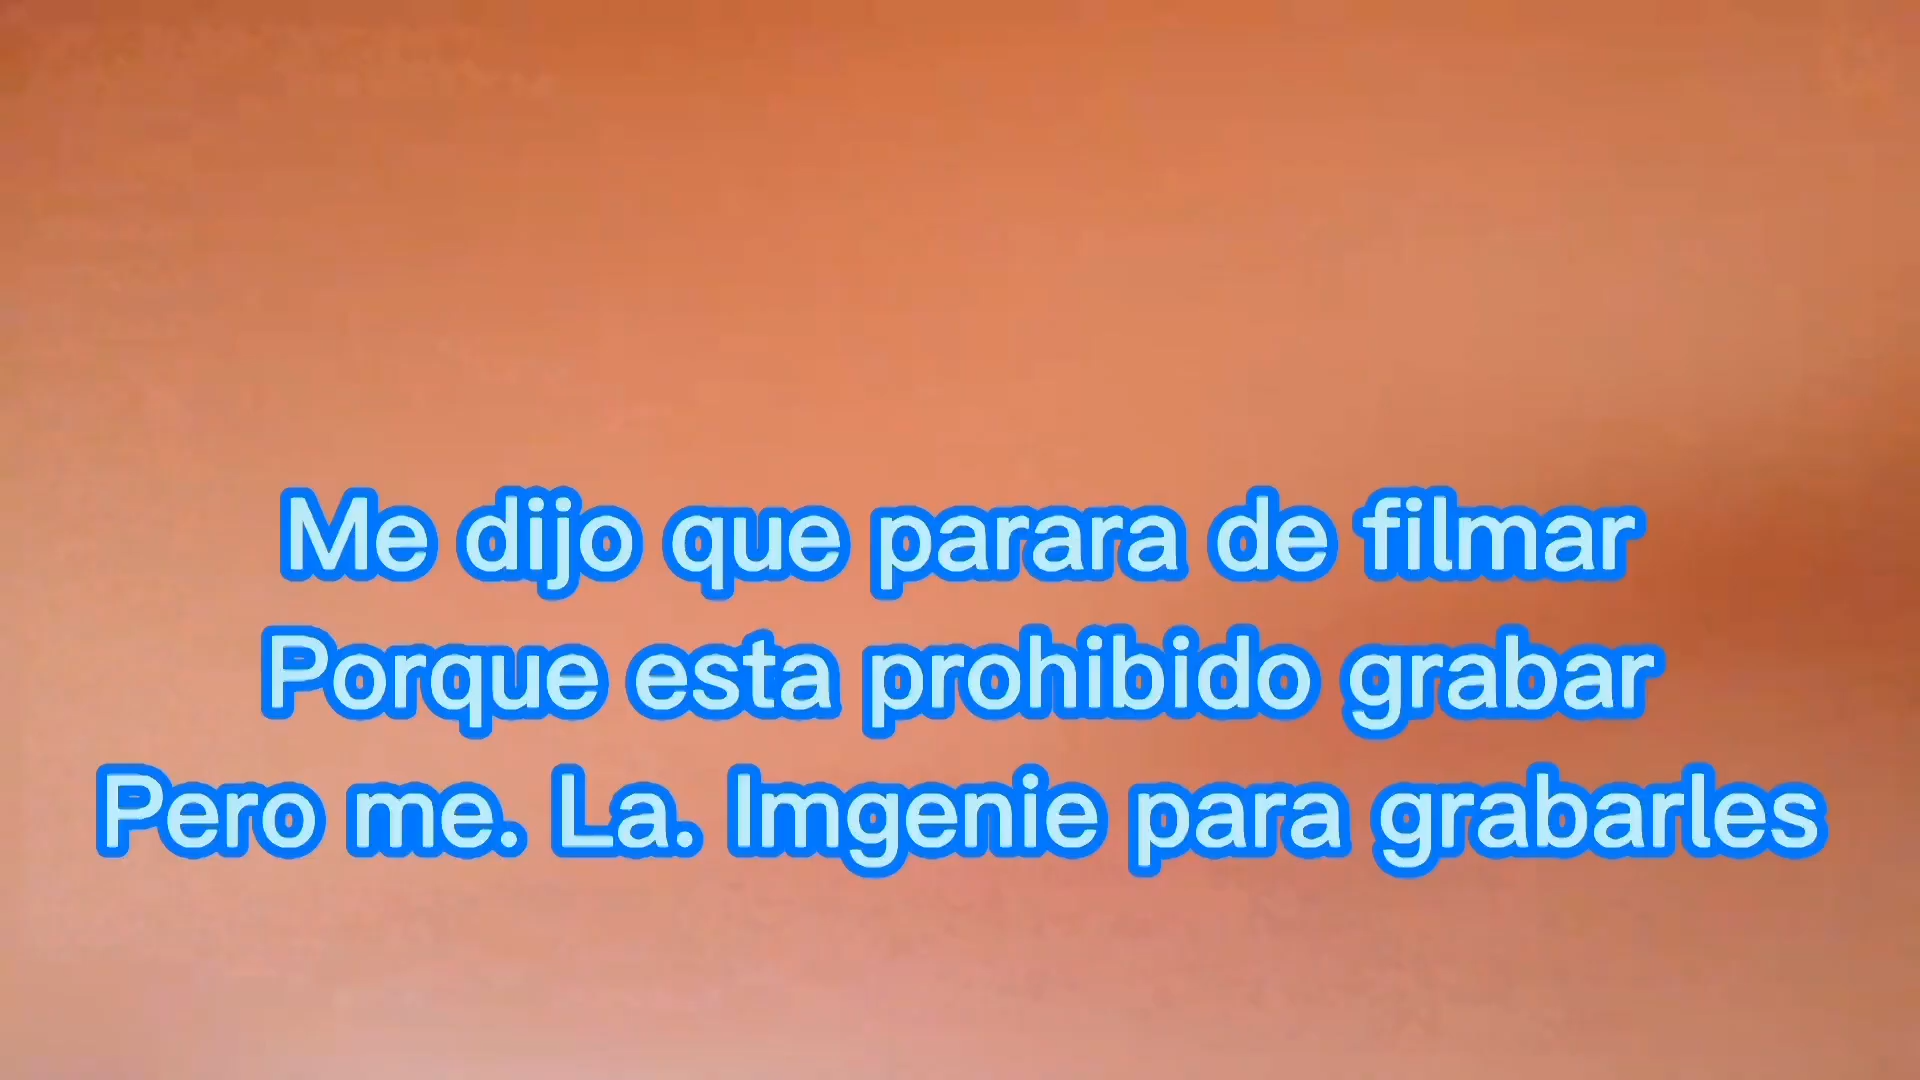 Me dijo que parara de filmar
Porque esta prohibido grabar
Pero me. La. Imgenie para grabarles